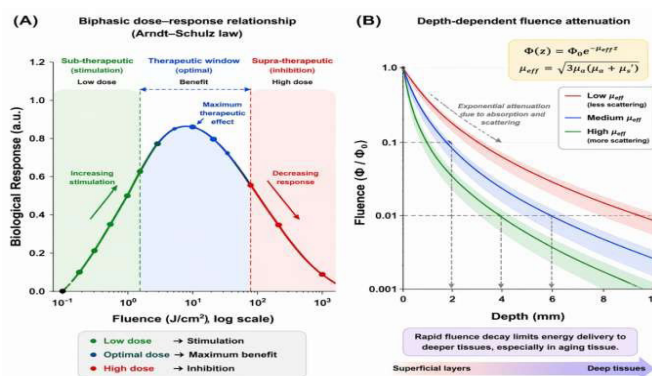 (A)
Biphasic dose–response relationship
(Arndt–Schulz law)
Sub-therapeutic
(stimulation)
Low dose
Therapeutic window
(optimal)
Benefit
Supra-therapeutic
(inhibition)
High dose
Maximum
therapeutic
effect
Increasing
stimulation
Decreasing
response
Biological Response (a.u.)
1.2
1.0
0.8
0.6
0.4
0.2
0.0
10⁻¹
10⁰
10¹
10²
10³
Fluence (J/cm², log scale)
Low dose → Stimulation
Optimal dose → Maximum benefit
High dose → Inhibition
(B)
Depth-dependent fluence attenuation
Φ(z) = Φ₀e^(-μ_eff z)
μ_eff = √3μₐ(μₐ + μₛ′)
Low μ_eff
(less scattering)
Medium μ_eff
High μ_eff
(more scattering)
Exponential attenuation
due to absorption and
scattering
Fluence (Φ / Φ₀)
1.0
0.1
0.01
0.001
0
2
4
6
8
Depth (mm)
Rapid fluence decay limits energy delivery to
deeper tissues, especially in aging tissue.
Superficial layers
Deep tissues